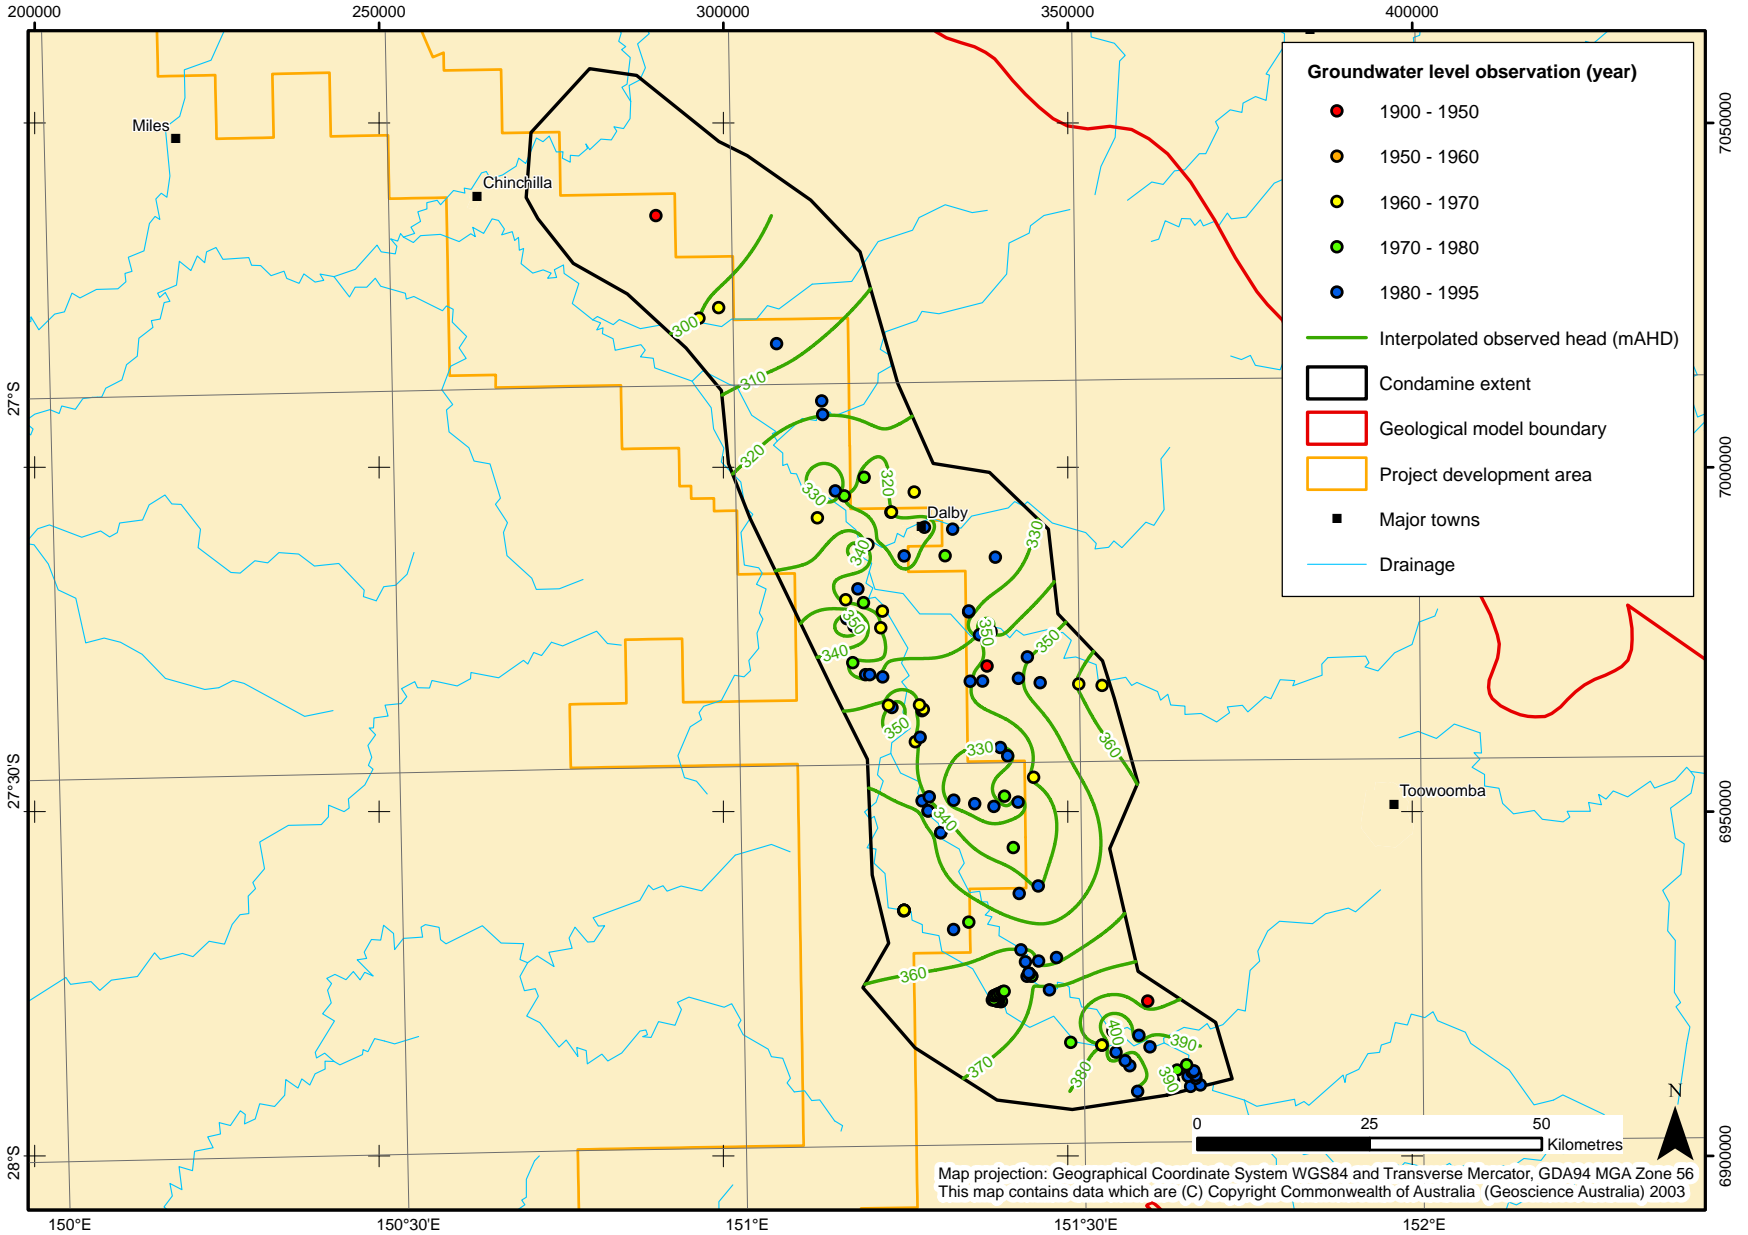 200000
250000
300000
350000
400000
Groundwater level observation (year)
1900 - 1950
1950 - 1960
1960 - 1970
1970 - 1980
1980 - 1995
Interpolated observed head (mAHD)
Condamine extent
Geological model boundary
Project development area
Major towns
Drainage
7050000
7000000
6950000
6900000
27°S
27°30'S
28°S
Miles
Chinchilla
Dalby
Toowoomba
300
310
320
330
320
330
340
350
340
350
350
350
330
360
340
360
370
380
400
390
390
N
0
25
50
Kilometres
Map projection: Geographical Coordinate System WGS84 and Transverse Mercator, GDA94 MGA Zone 56
This map contains data which are (C) Copyright Commonwealth of Australia (Geoscience Australia) 2003
150°E
150°30'E
151°E
151°30'E
152°E